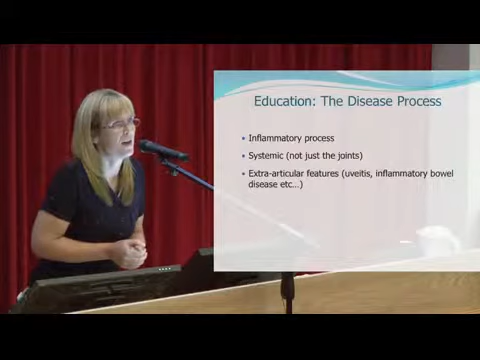 Education: The Disease Process
• Inflammatory process
• Systemic (not just the joints)
• Extra-articular features (uveitis, inflammatory bowel
disease etc...)